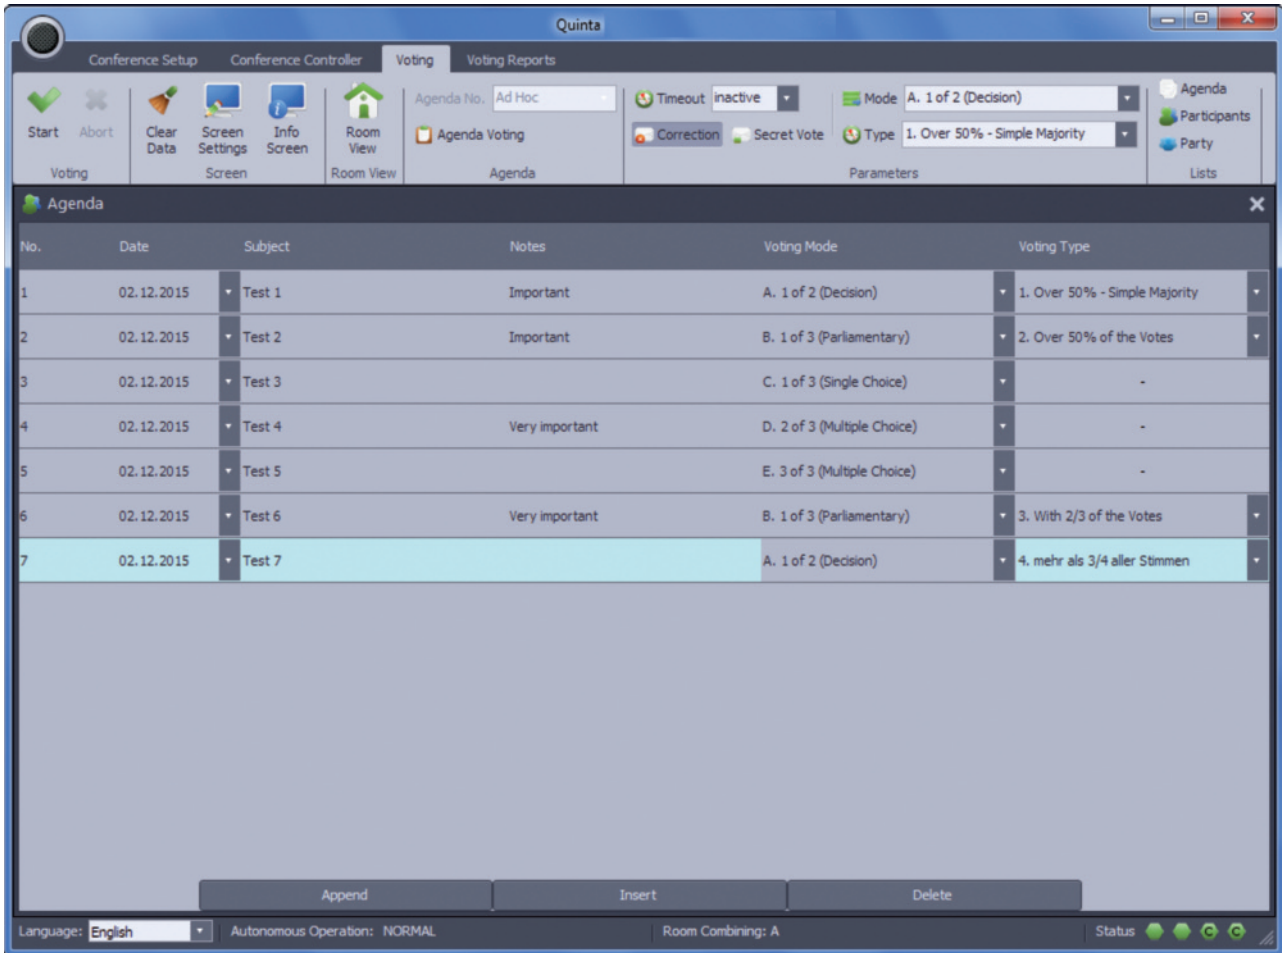 Quinta
Conference Setup Conference Controller Voting Voting Reports
Agenda No. Ad Hoc Timeout inactive Mode A. 1 of 2 (Decision) Agenda
Start Abort Clear Data Screen Settings Info Screen Room View Agenda Voting Correction Secret Vote Type 1. Over 50% - Simple Majority Participants
Party
Voting Screen Room View Agenda Parameters Lists
Agenda
No. Date Subject Notes Voting Mode Voting Type
1 02.12.2015 Test 1 Important A. 1 of 2 (Decision) 1. Over 50% - Simple Majority
2 02.12.2015 Test 2 Important B. 1 of 3 (Parliamentary) 2. Over 50% of the Votes
3 02.12.2015 Test 3 C. 1 of 3 (Single Choice) -
4 02.12.2015 Test 4 Very important D. 2 of 3 (Multiple Choice) -
5 02.12.2015 Test 5 E. 3 of 3 (Multiple Choice) -
6 02.12.2015 Test 6 Very important B. 1 of 3 (Parliamentary) 3. With 2/3 of the Votes
7 02.12.2015 Test 7 A. 1 of 2 (Decision) 4. mehr als 3/4 aller Stimmen
Append Insert Delete
Language: English Autonomous Operation: NORMAL Room Combining: A Status C C